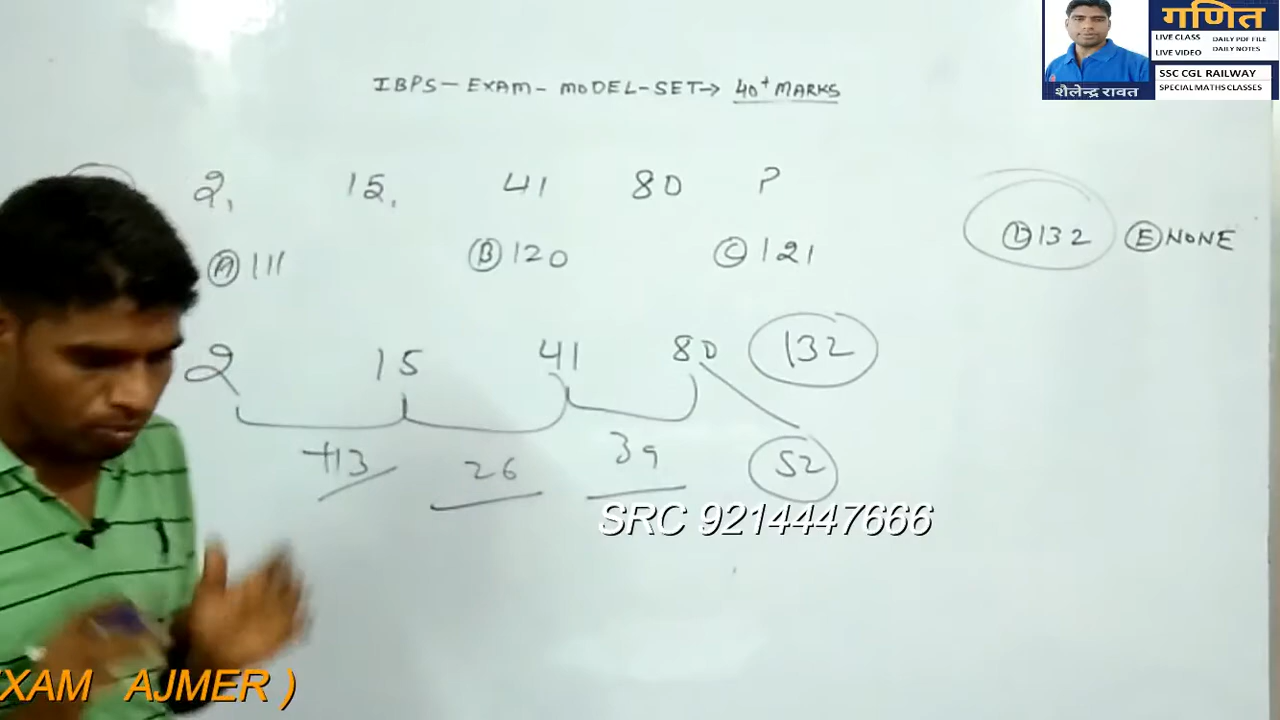 गणित
LIVE CLASS DAILY PDF FILE
LIVE VIDEO DAILY NOTES
SSC CGL RAILWAY
SPECIAL MATHS CLASSES
शैलेन्द्र रावत
IBPS-EXAM-MODEL-SET→ 40+ MARKS
2, 15, 41 80 ?
(A) 111 (B) 120 (C) 121 (D) 132 (E) NONE
2 15 41 80 132
+13 26 39 52
SRC 9214447666
XAM AJMER )